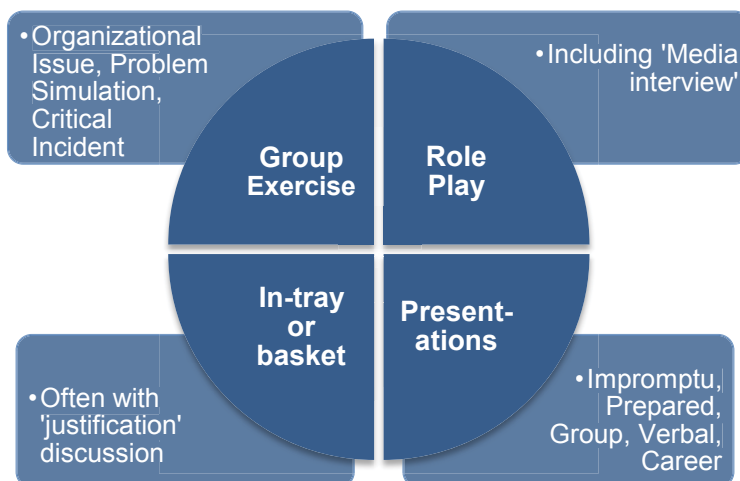 •Organizational
Issue, Problem
Simulation,
Critical
Incident
•Including 'Media
interview'
Group
Exercise
Role
Play
In-tray
or
basket
Present-
ations
•Often with
'justification'
discussion
•Impromptu,
Prepared,
Group, Verbal,
Career